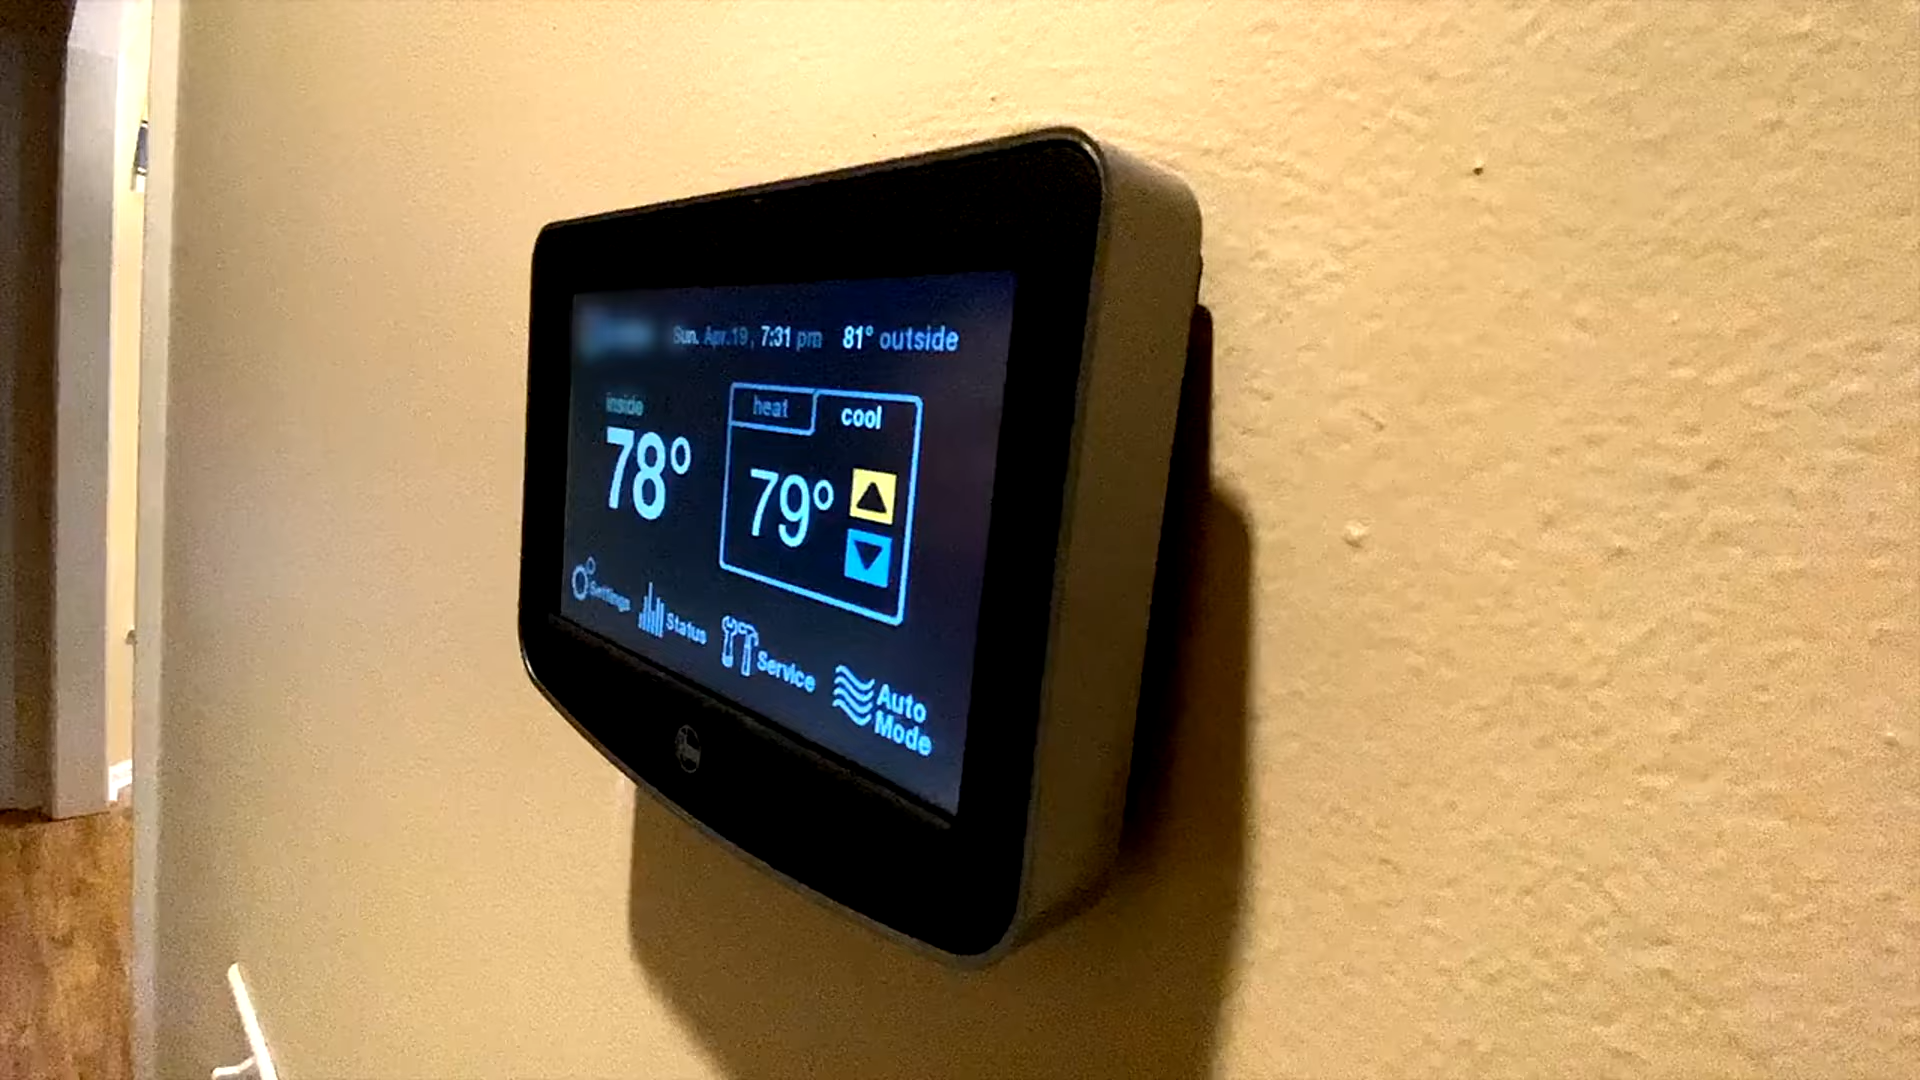 Sun. Apr.19, 7:31 pm 81° outside
inside
78°
heat cool
79°
Settings Status Service Auto Mode